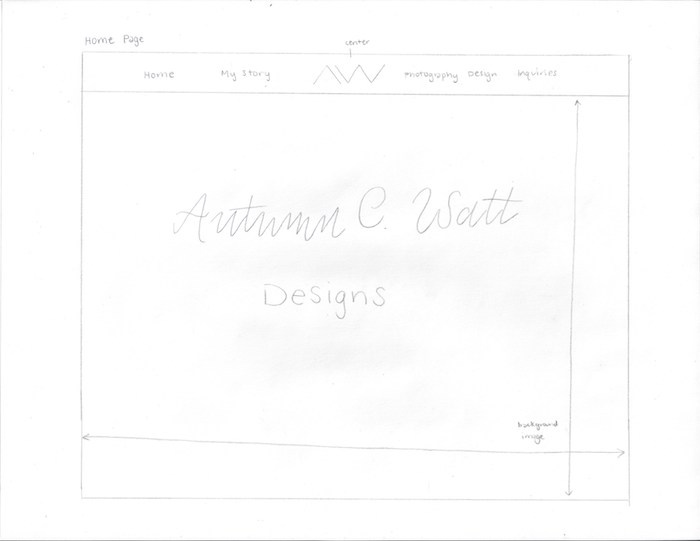 Home Page
center
Home My Story AW Photography Design Inquiries
Autumn C. Watt
Designs
background
image